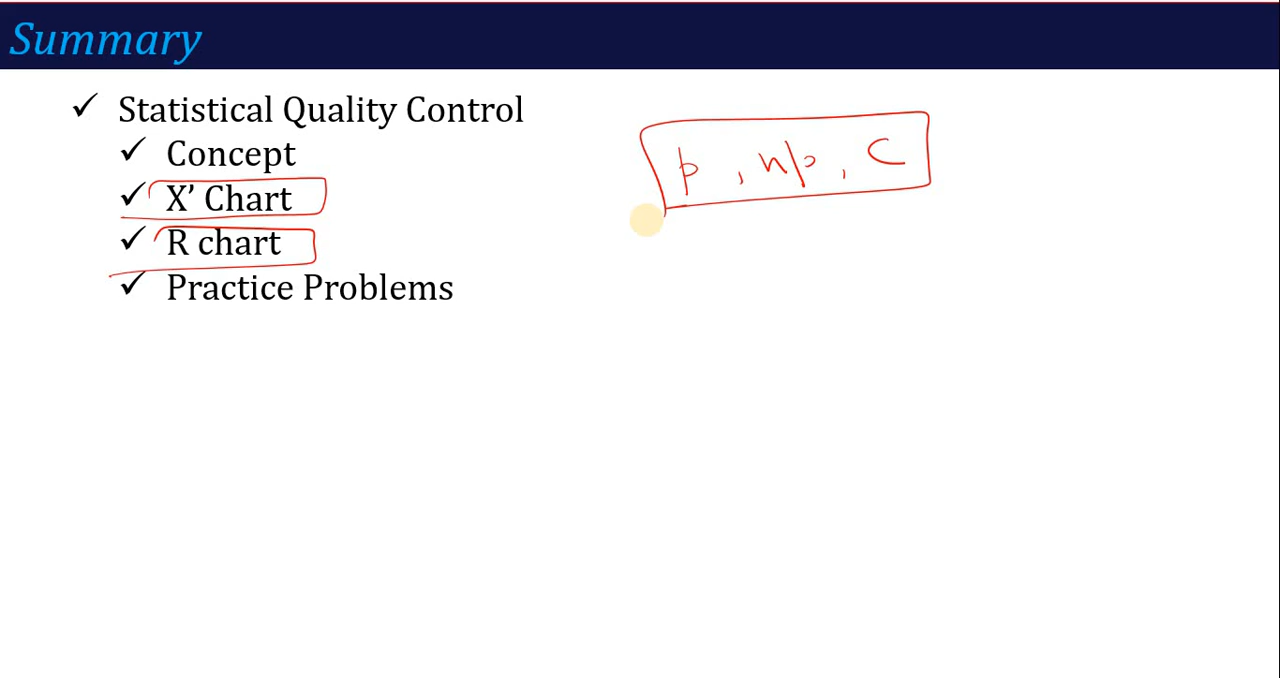 Summary
✓ Statistical Quality Control
✓ Concept
✓ X’ Chart
✓ R chart
✓ Practice Problems
p , np , C